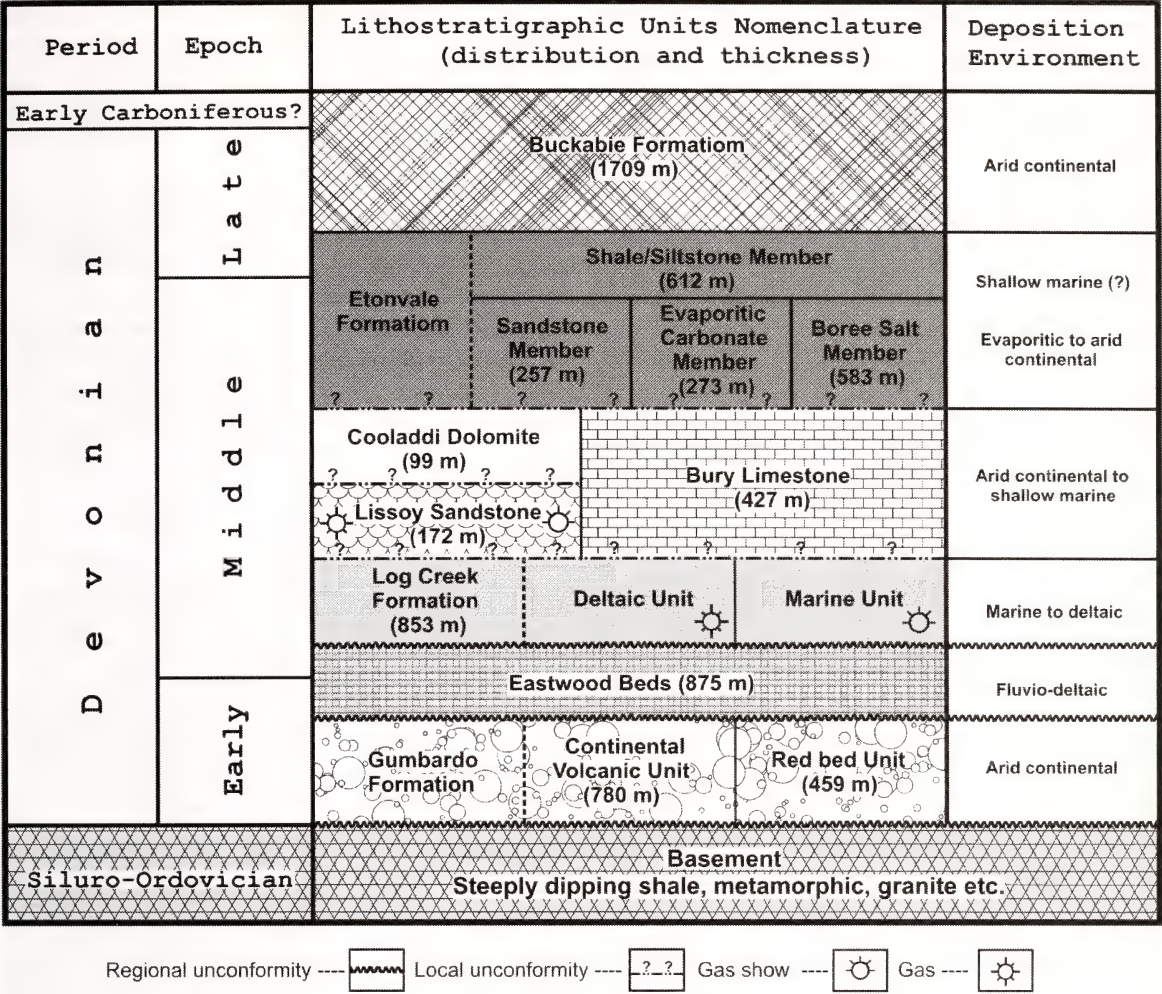 Period
Epoch
Lithostratigraphic Units Nomenclature
(distribution and thickness)
Deposition
Environment
Early Carboniferous?
Devonian
Late
Middle
Early
Buckabie Formatiom
(1709 m)
Arid continental
Etonvale
Formatiom
Shale/Siltstone Member
(612 m)
Sandstone
Member
(257 m)
Evaporitic
Carbonate
Member
(273 m)
Boree Salt
Member
(583 m)
? ? ? ? ? ? ?
Shallow marine (?)
Evaporitic to arid
continental
Cooladdi Dolomite
(99 m)
? ? ? ?
Lissoy Sandstone
(172 m)
Bury Limestone
(427 m)
? ? ? ? ? ? ?
Arid continental to
shallow marine
Log Creek
Formation
(853 m)
Deltaic Unit
Marine Unit
Marine to deltaic
Eastwood Beds (875 m)
Fluvio-deltaic
Gumbardo
Formation
Continental
Volcanic Unit
(780 m)
Red bed Unit
(459 m)
Arid continental
Siluro-Ordovician
Basement
Steeply dipping shale, metamorphic, granite etc.
Regional unconformity ---- Local unconformity ---- ? ? Gas show ---- Gas ----